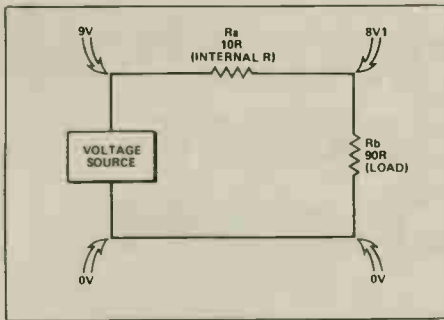 9V
Ra
10R
(INTERNAL R)
8V1
VOLTAGE
SOURCE
Rb
90R
(LOAD)
0V
0V